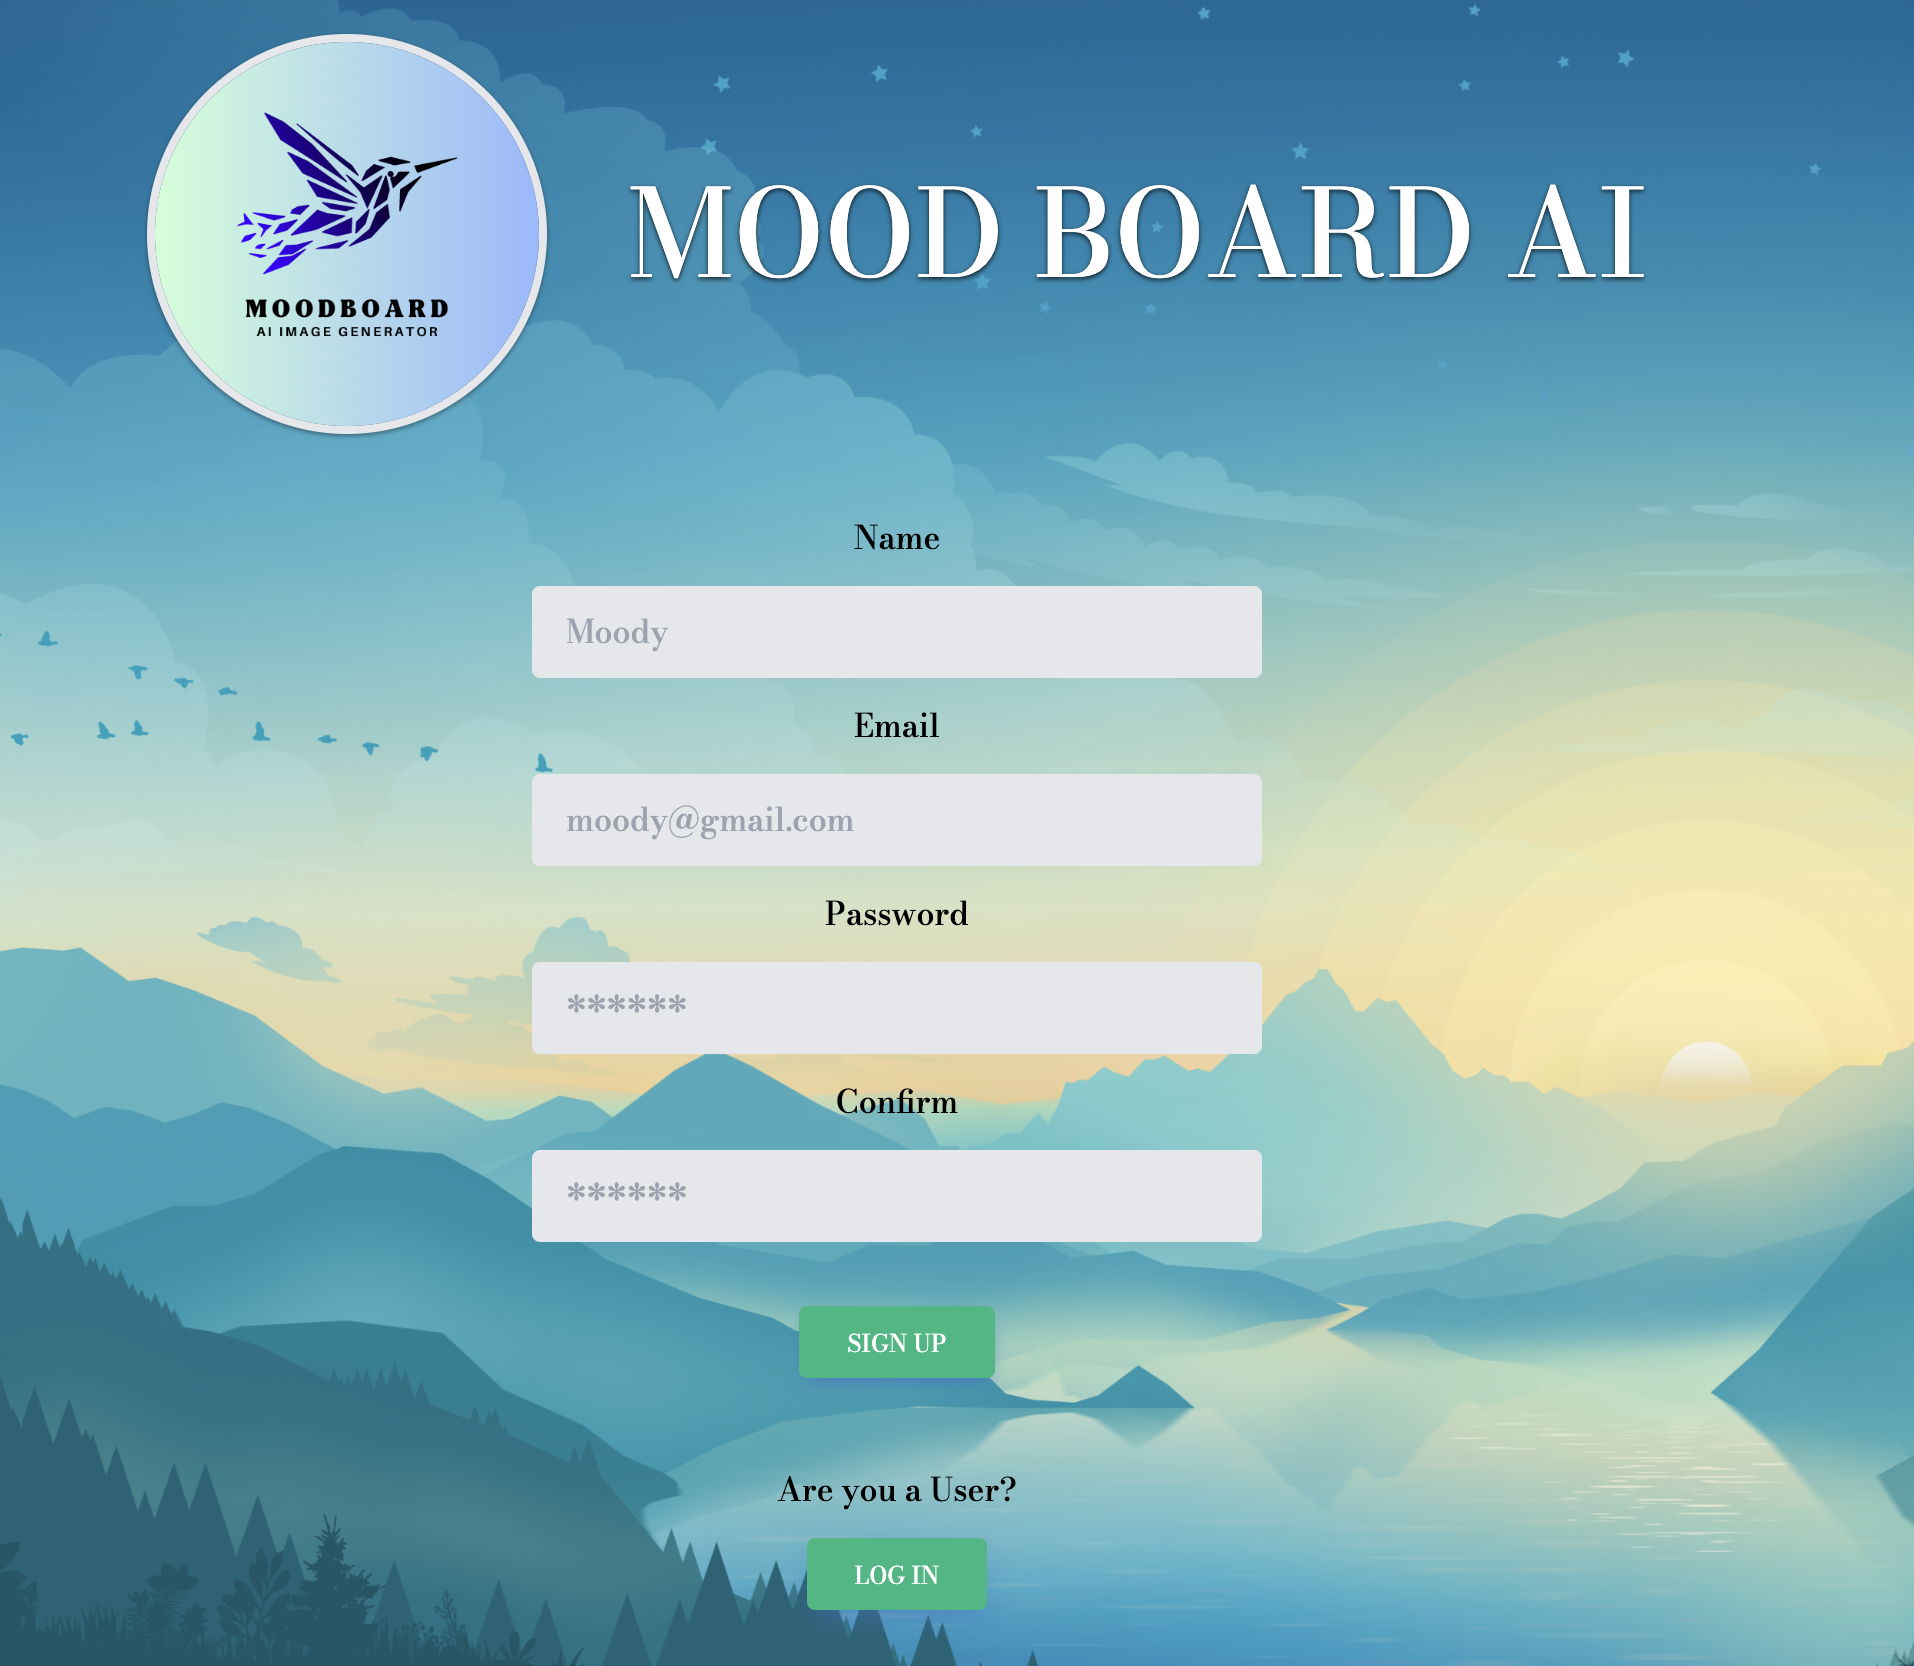 MOODBOARD
AI IMAGE GENERATOR
MOOD BOARD AI
Name
Moody
Email
moody@gmail.com
Password
******
Confirm
******
SIGN UP
Are you a User?
LOG IN